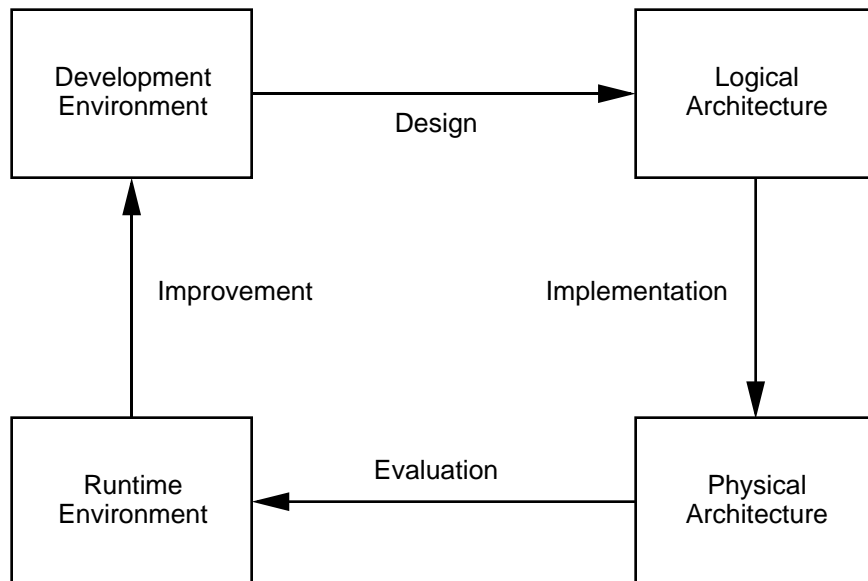 Development
Environment
Logical
Architecture
Design
Improvement
Implementation
Evaluation
Runtime
Environment
Physical
Architecture